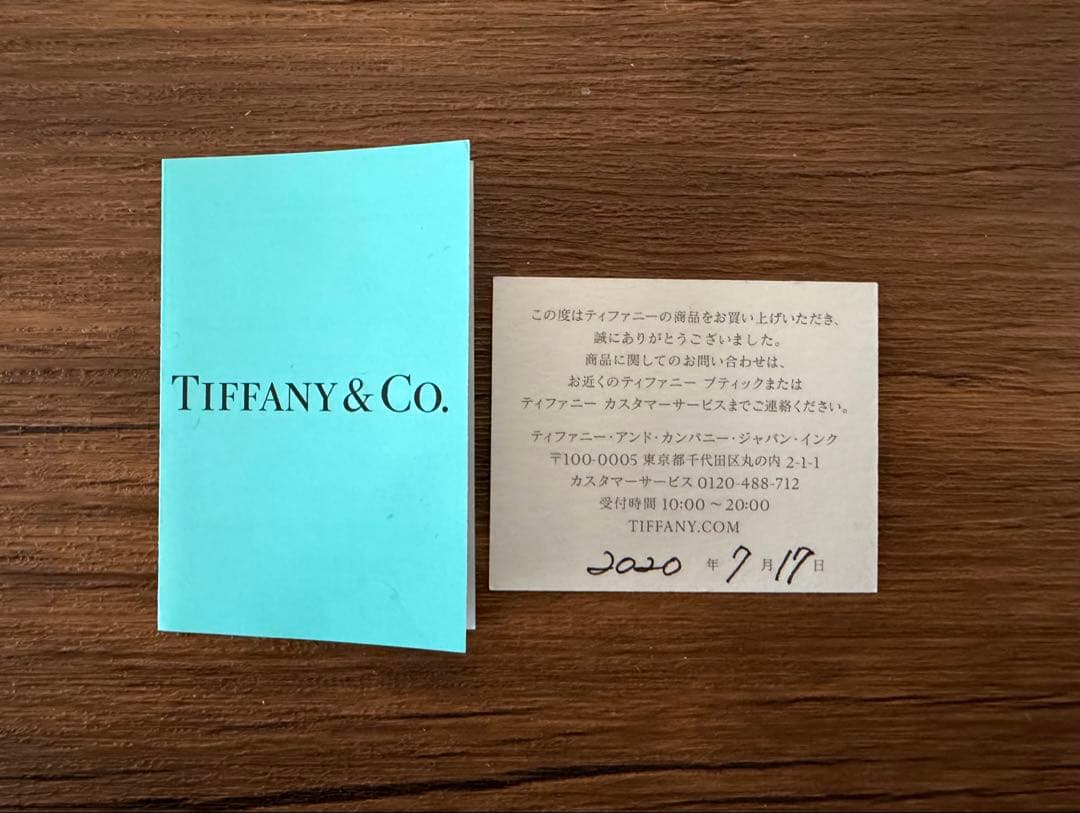 TIFFANY & CO.
この度はティファニーの商品をお買い上げいただき、
誠にありがとうございました。
商品に関してのお問い合わせは、
お近くのティファニー ブティックまたは
ティファニー カスタマーサービスまでご連絡ください。
ティファニー・アンド・カンパニー・ジャパン・インク
〒100-0005 東京都千代田区丸の内 2-1-1
カスタマーサービス 0120-488-712
受付時間 10:00 〜 20:00
TIFFANY.COM
2020 年 7 月 17 日